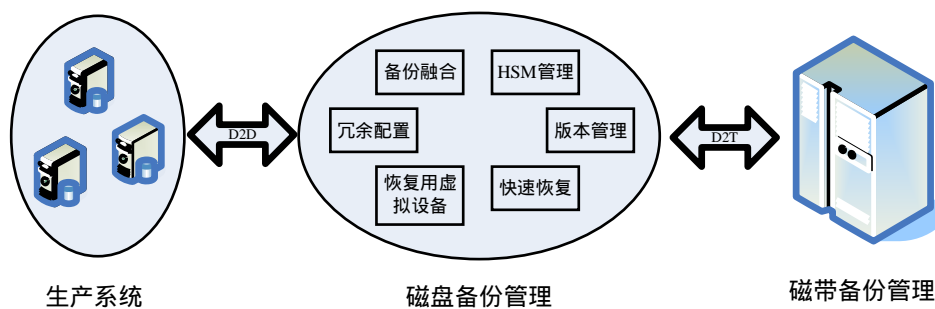 备份融合
HSM管理
D2D
冗余配置
版本管理
D2T
恢复用虚
拟设备
快速恢复
生产系统
磁盘备份管理
磁带备份管理